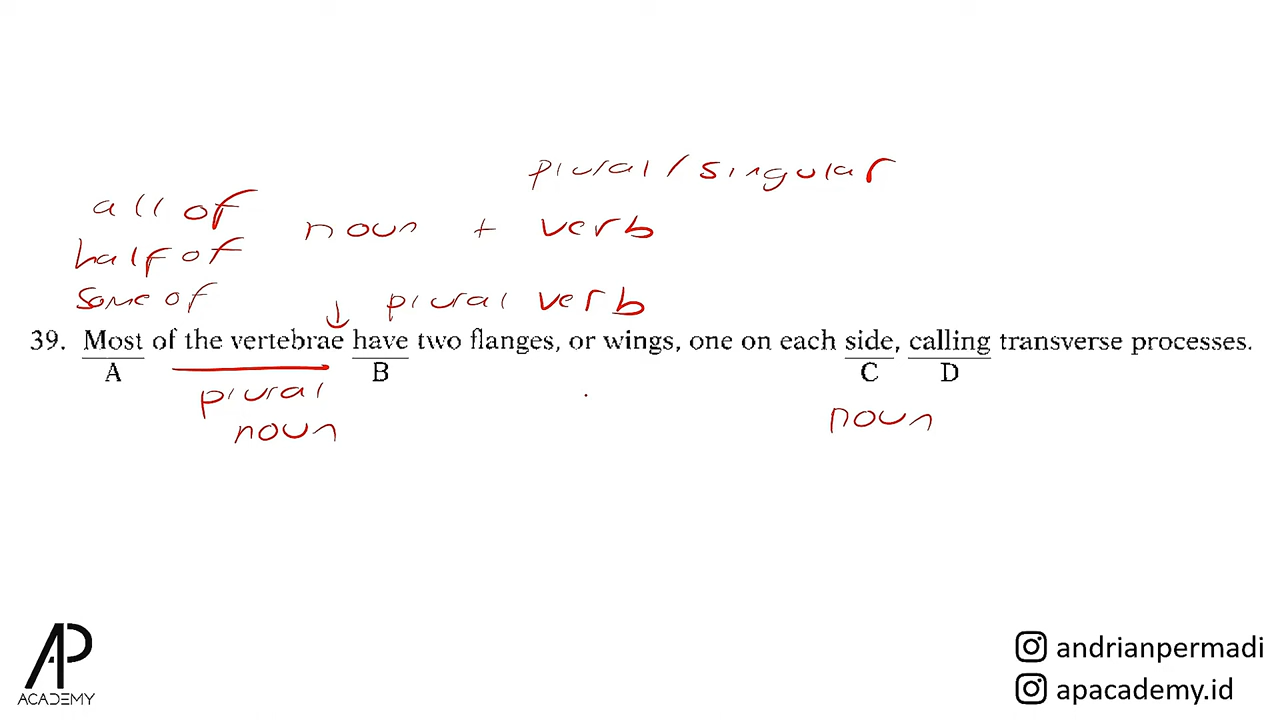 plural / singular
all of
noun + verb
half of
some of
plural verb
39. Most of the vertebrae have two flanges, or wings, one on each side, calling transverse processes.
A B C D
plural
noun
noun
AP
ACADEMY
andrianpermadi
apacademy.id